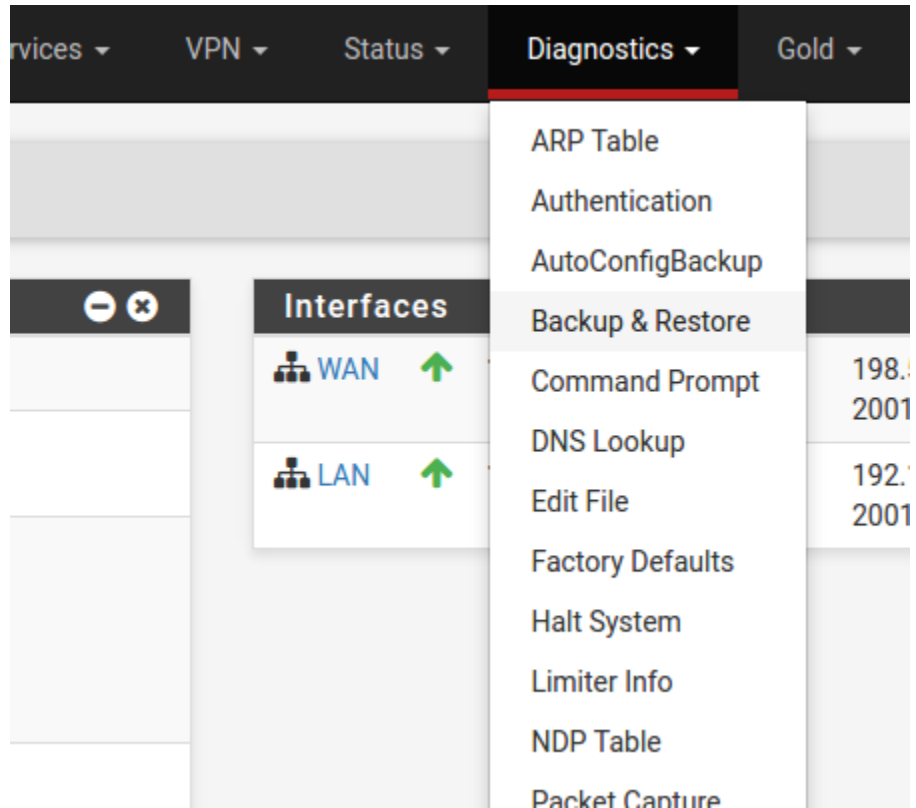 rvices VPN Status Diagnostics Gold
ARP Table
Authentication
AutoConfigBackup
Backup & Restore
Command Prompt
DNS Lookup
Edit File
Factory Defaults
Halt System
Limiter Info
NDP Table
Packet Capture
Interfaces
WAN
198.
2001
LAN
192.
2001